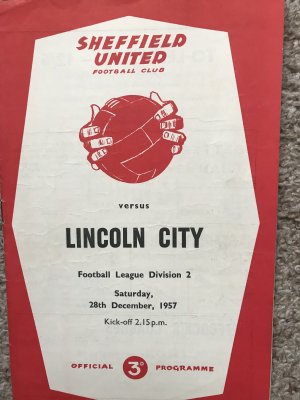 SHEFFIELD
UNITED
FOOTBALL CLUB
versus
LINCOLN CITY
Football League Division 2
Saturday,
28th December, 1957
Kick-off 2.15 p.m.
OFFICIAL 3D PROGRAMME